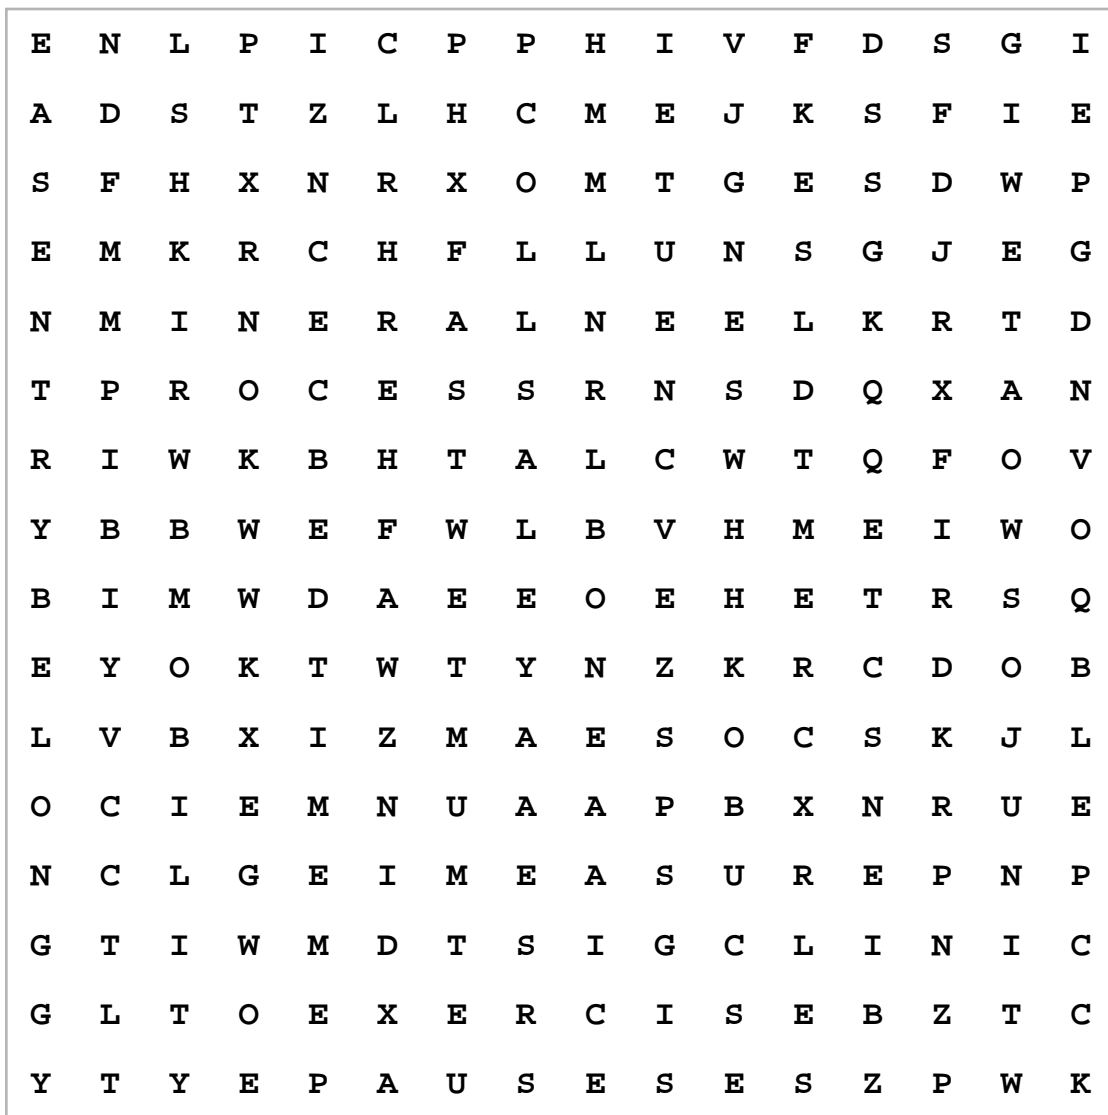 E N L P I C P P H I V F D S G I
A D S T Z L H C M E J K S F I E
S F H X N R X O M T G E S D W P
E M K R C H F L L U N S G J E G
N M I N E R A L N E E L K R T D
T P R O C E S S R N S D Q X A N
R I W K B H T A L C W T Q F O V
Y B B W E F W L B V H M E I W O
B I M W D A E E O E H E T R S Q
E Y O K T W T Y N Z K R C D O B
L V B X I Z M A E S O C S K J L
O C I E M N U A A P B X N R U E
N C L G E I M E A S U R E P N P
G T I W M D T S I G C L I N I C
G L T O E X E R C I S E B Z T C
Y T Y E P A U S E S E S Z P W K